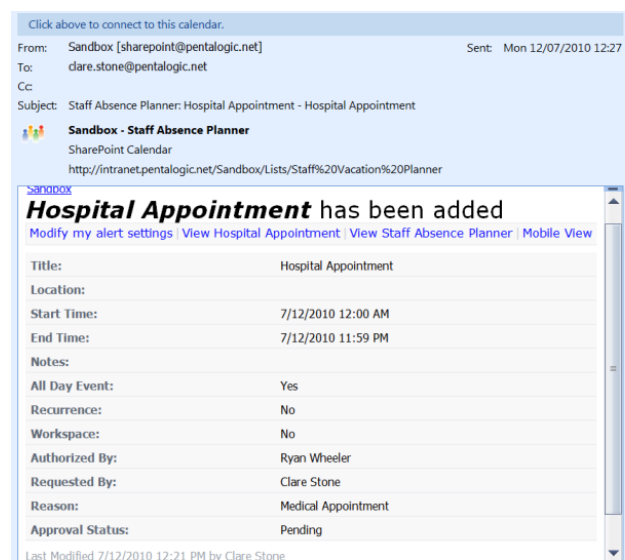 Click above to connect to this calendar.
From: Sandbox [sharepoint@pentalogic.net] Sent: Mon 12/07/2010 12:27
To: clare.stone@pentalogic.net
Cc:
Subject: Staff Absence Planner: Hospital Appointment - Hospital Appointment
Sandbox - Staff Absence Planner
SharePoint Calendar
http://intranet.pentalogic.net/Sandbox/Lists/Staff%20Vacation%20Planner
Sandbox
Hospital Appointment has been added
Modify my alert settings | View Hospital Appointment | View Staff Absence Planner | Mobile View
Title: Hospital Appointment
Location:
Start Time: 7/12/2010 12:00 AM
End Time: 7/12/2010 11:59 PM
Notes:
All Day Event: Yes
Recurrence: No
Workspace: No
Authorized By: Ryan Wheeler
Requested By: Clare Stone
Reason: Medical Appointment
Approval Status: Pending
Last Modified 7/12/2010 12:21 PM by Clare Stone